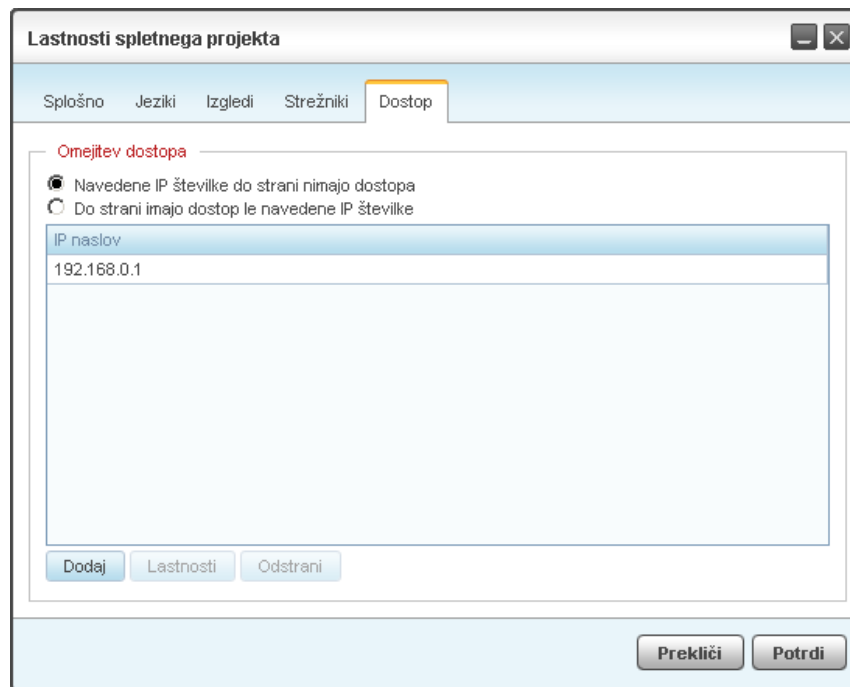 Lastnosti spletnega projekta
Splošno Jeziki Izgledi Strežniki Dostop
Omejitev dostopa
Navedene IP številke do strani nimajo dostopa
Do strani imajo dostop le navedene IP številke
IP naslov
192.168.0.1
Dodaj Lastnosti Odstrani
Prekliči Potrdi